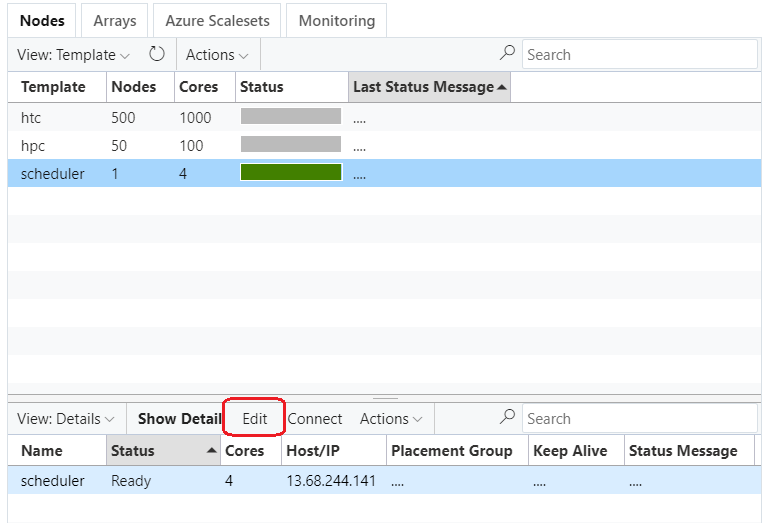 Nodes Arrays Azure Scalesets Monitoring
View: Template Actions Search
Template Nodes Cores Status Last Status Message
htc 500 1000 ....
hpc 50 100 ....
scheduler 1 4 ....
View: Details Show Detail Edit Connect Actions Search
Name Status Cores Host/IP Placement Group Keep Alive Status Message
scheduler Ready 4 13.68.244.141 .... .... ....